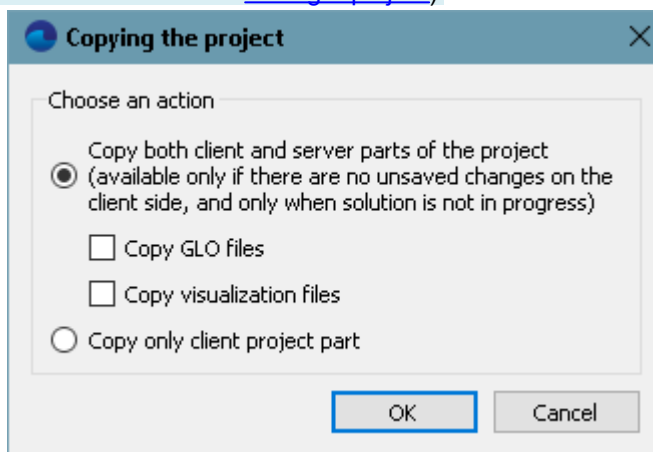 Copying the project
Choose an action
Copy both client and server parts of the project
(available only if there are no unsaved changes on the
client side, and only when solution is not in progress)
Copy GLO files
Copy visualization files
Copy only client project part
OK
Cancel